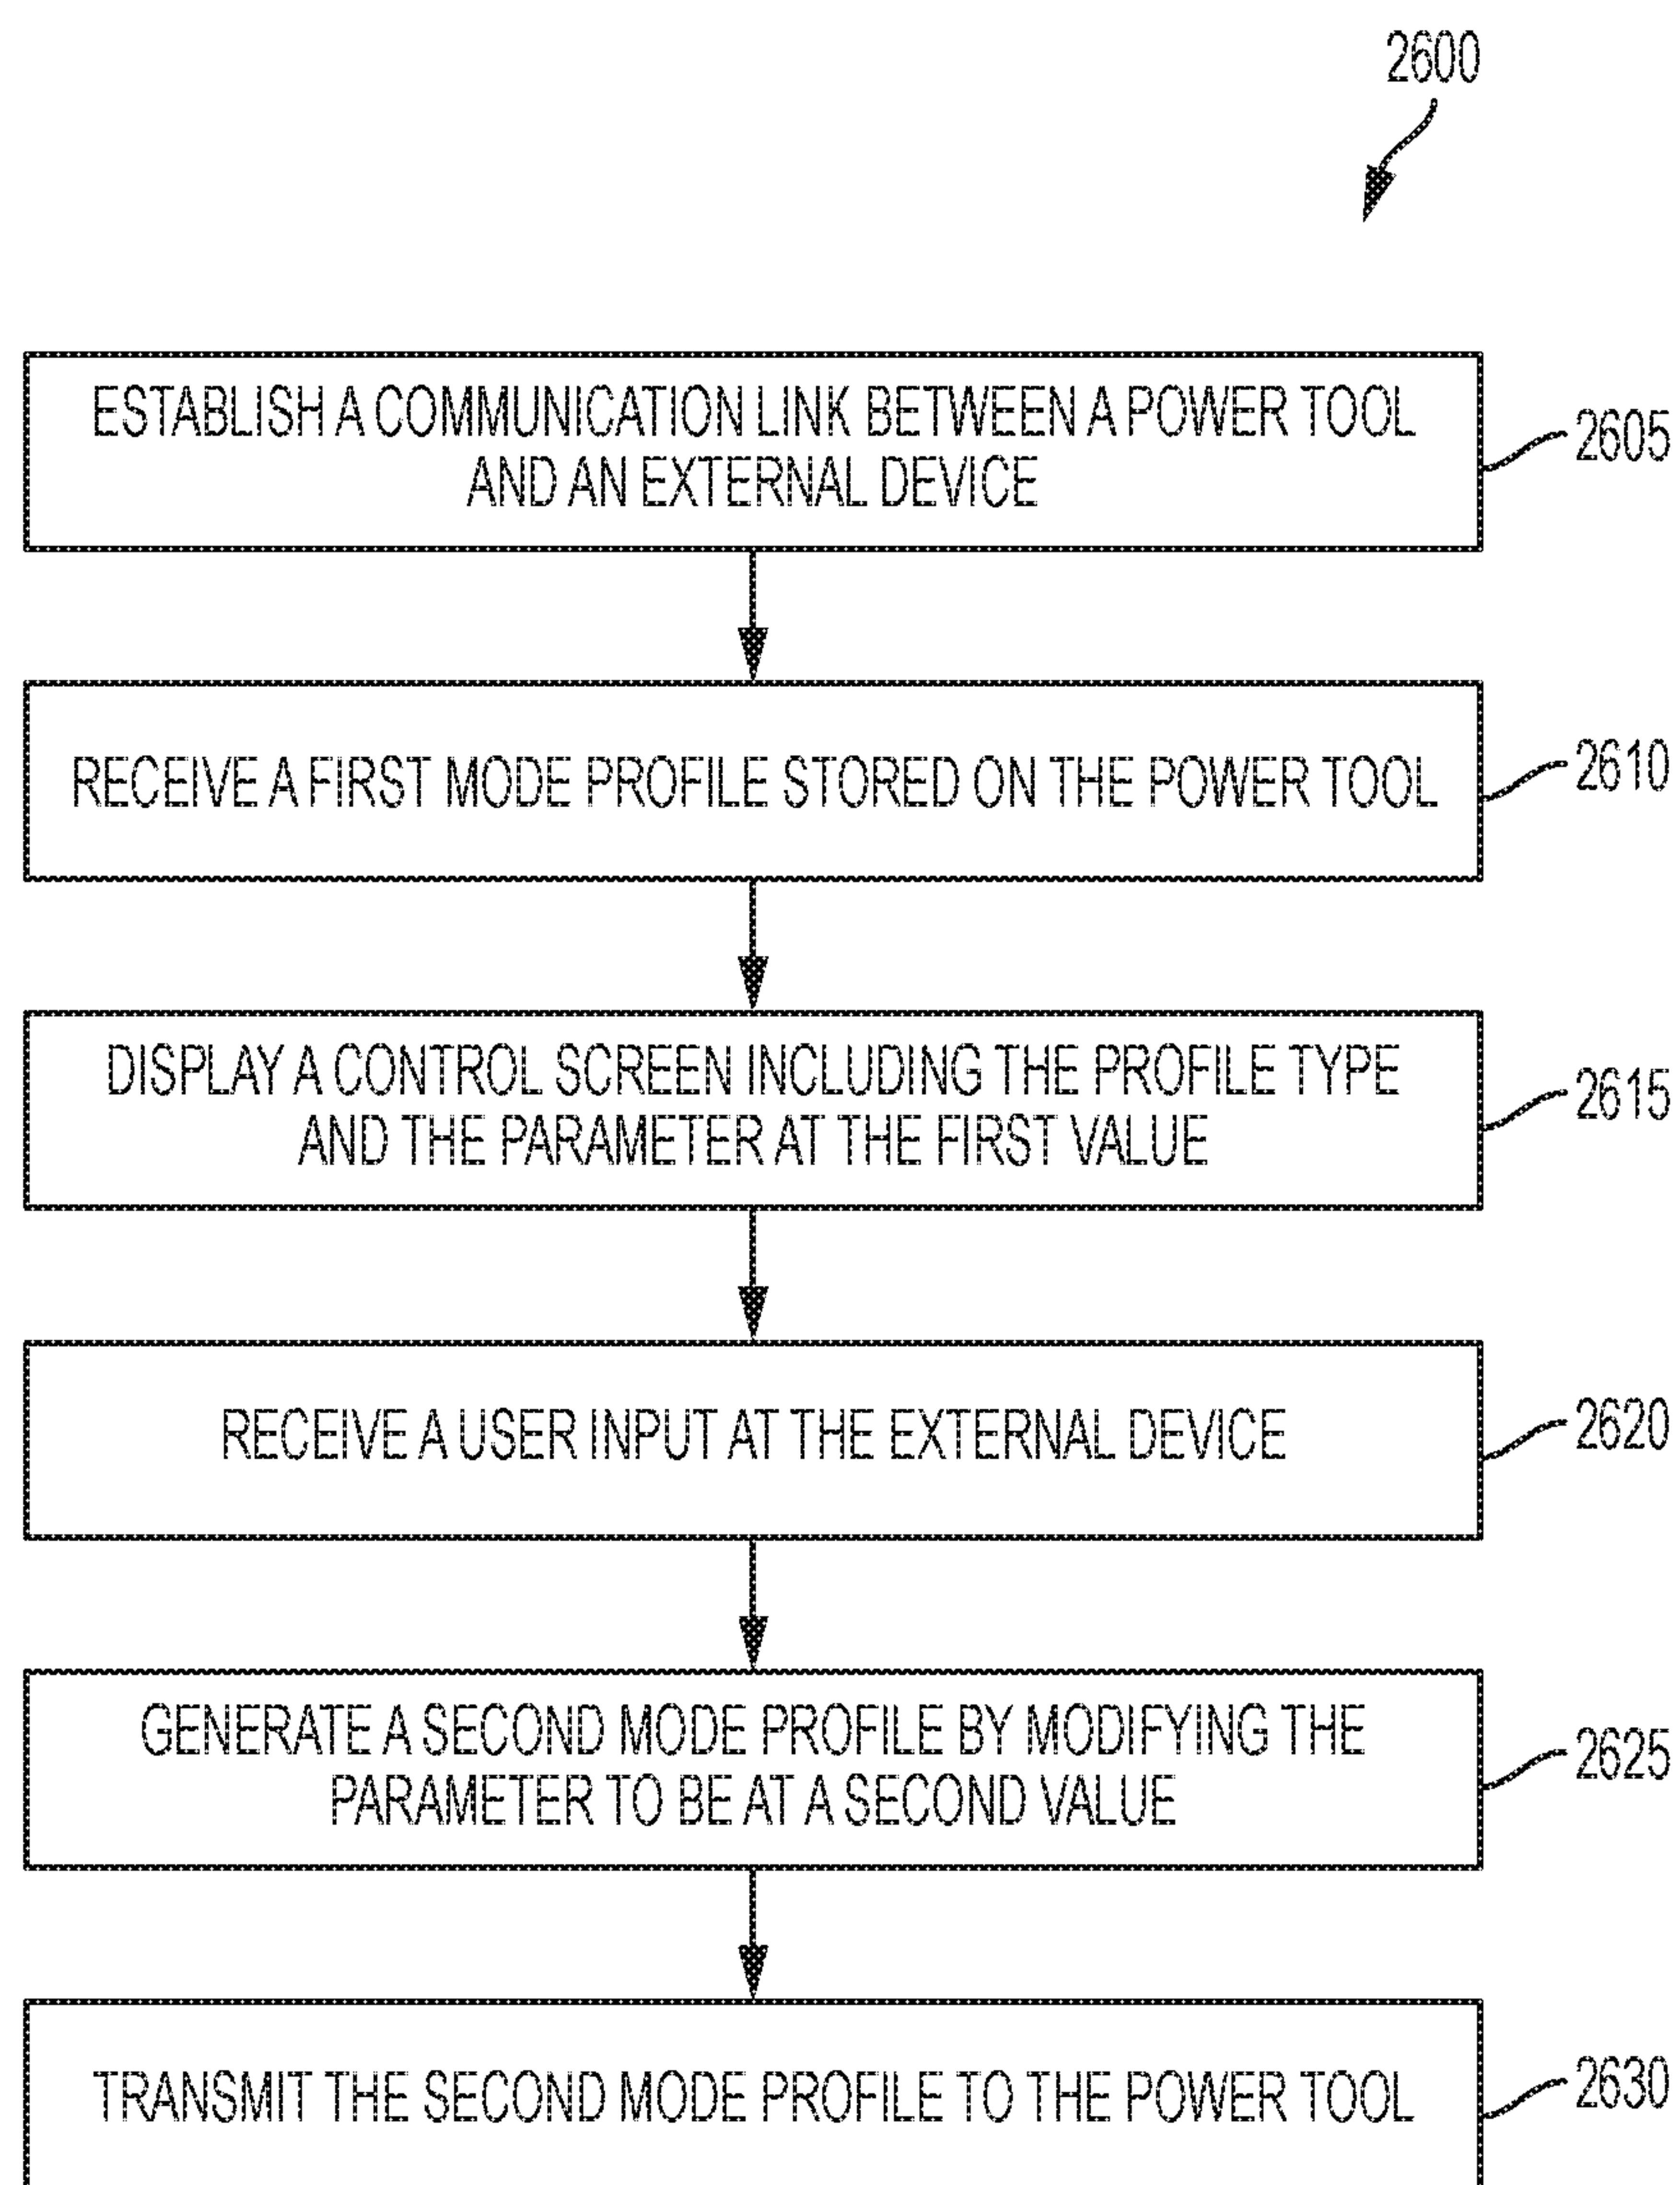 2600
ESTABLISH A COMMUNICATION LINK BETWEEN A POWER TOOL
AND AN EXTERNAL DEVICE
2605
RECEIVE A FIRST MODE PROFILE STORED ON THE POWER TOOL
2610
DISPLAY A CONTROL SCREEN INCLUDING THE PROFILE TYPE
AND THE PARAMETER AT THE FIRST VALUE
2615
RECEIVE A USER INPUT AT THE EXTERNAL DEVICE
2620
GENERATE A SECOND MODE PROFILE BY MODIFYING THE
PARAMETER TO BE AT A SECOND VALUE
2625
TRANSMIT THE SECOND MODE PROFILE TO THE POWER TOOL
2630